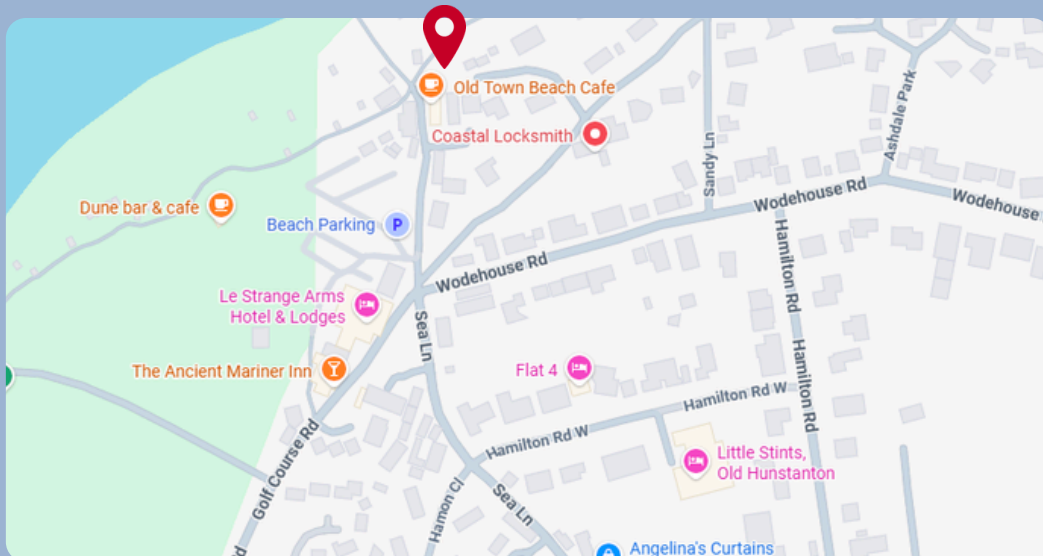 Old Town Beach Cafe
Coastal Locksmith
Ashdale Park
Sandy Ln
Dune bar & cafe
Wodehouse Rd
Wodehouse
Beach Parking
P
Hamilton Rd
Wodehouse Rd
Le Strange Arms
Hotel & Lodges
Sea Ln
The Ancient Mariner Inn
Flat 4
Hamilton Rd
Hamilton Rd W
Golf Course Rd
Hamilton Rd W
Little Stints,
Old Hunstanton
Hamon Cl
Sea Ln
Angelina's Curtains